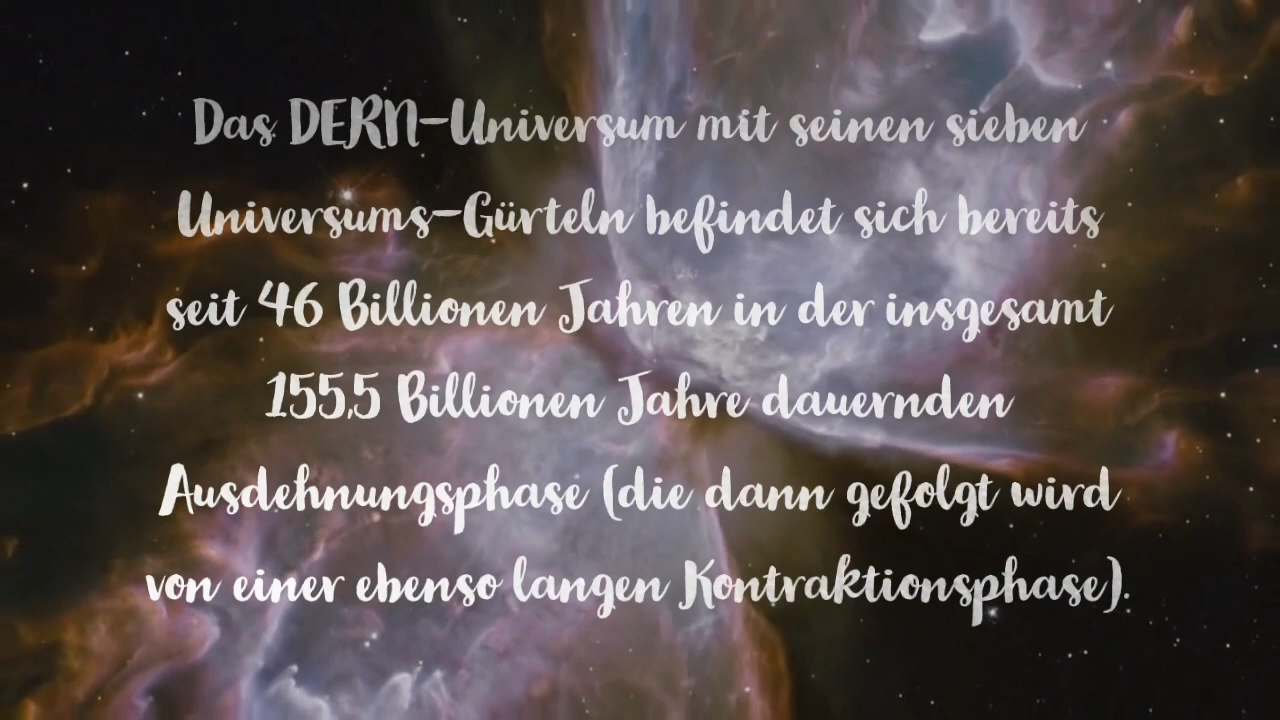 Das DERN-Universum mit seinen sieben
Universums-Gürteln befindet sich bereits
seit 46 Billionen Jahren in der insgesamt
155,5 Billionen Jahre dauernden
Ausdehnungsphase (die dann gefolgt wird
von einer ebenso langen Kontraktionsphase).